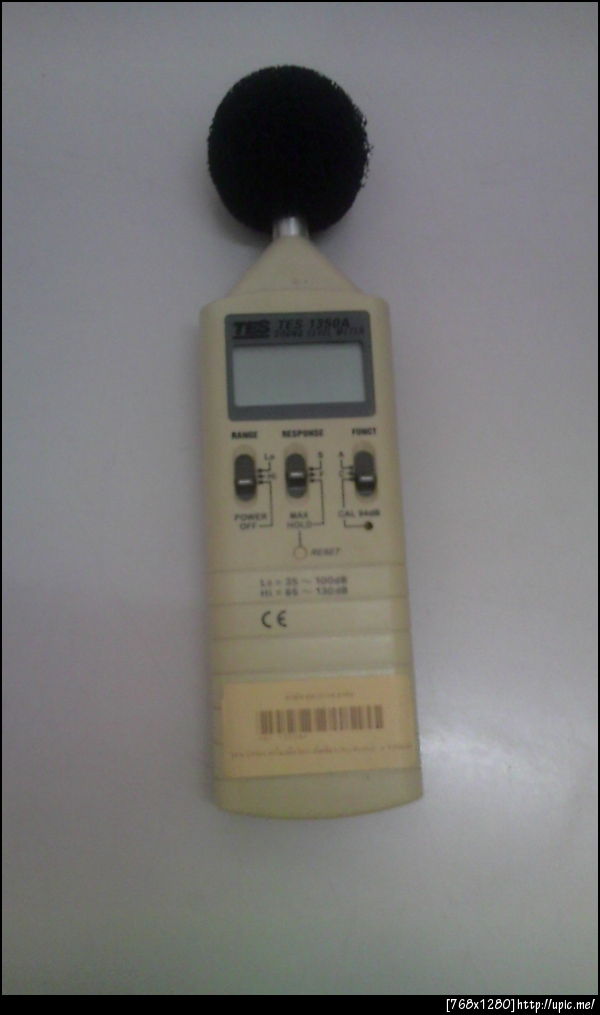 TES TES 1350A
SOUND LEVEL METER
RANGE RESPONSE FUNCT
Lo S A
Hi F C
POWER OFF
MAX HOLD
CAL 94dB
RESET
Lo = 35 ~ 100dB
Hi = 65 ~ 130dB
CE
[768x1280]http://upic.me/